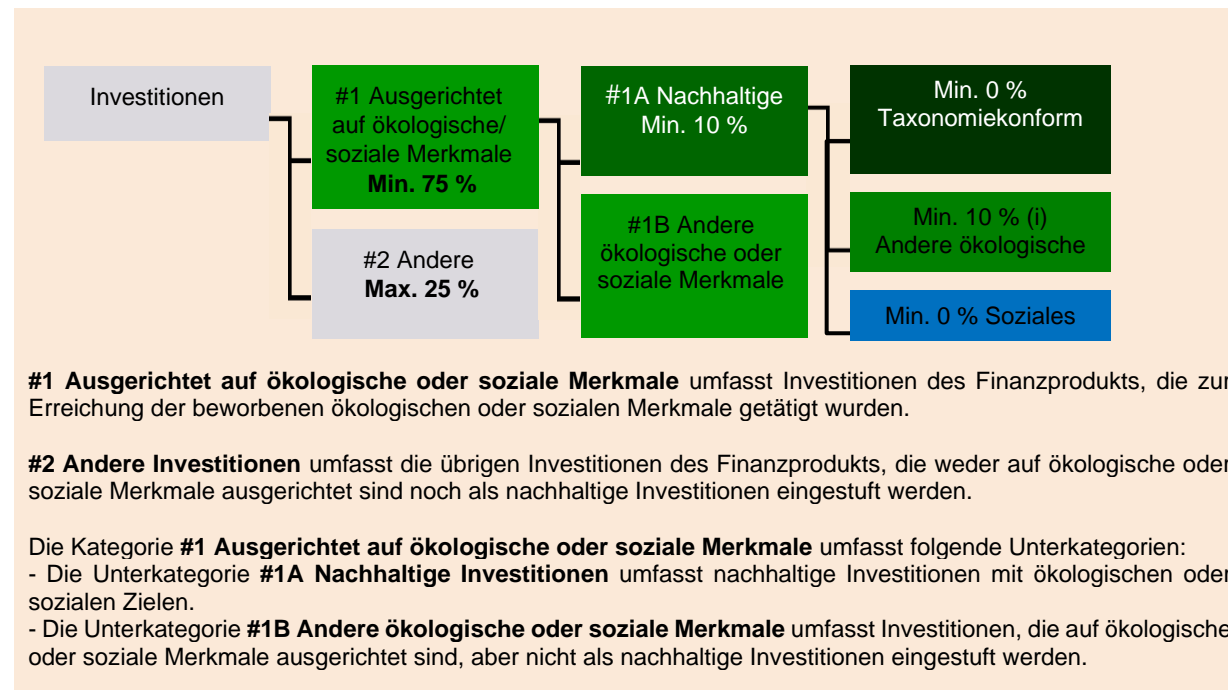 Investitionen
#1 Ausgerichtet
auf ökologische/
soziale Merkmale
Min. 75 %
#2 Andere
Max. 25 %
#1A Nachhaltige
Min. 10 %
#1B Andere
ökologische oder
soziale Merkmale
Min. 0 %
Taxonomiekonform
Min. 10 % (i)
Andere ökologische
Min. 0 % Soziales
#1 Ausgerichtet auf ökologische oder soziale Merkmale umfasst Investitionen des Finanzprodukts, die zur
Erreichung der beworbenen ökologischen oder sozialen Merkmale getätigt wurden.
#2 Andere Investitionen umfasst die übrigen Investitionen des Finanzprodukts, die weder auf ökologische oder
soziale Merkmale ausgerichtet sind noch als nachhaltige Investitionen eingestuft werden.
Die Kategorie #1 Ausgerichtet auf ökologische oder soziale Merkmale umfasst folgende Unterkategorien:
- Die Unterkategorie #1A Nachhaltige Investitionen umfasst nachhaltige Investitionen mit ökologischen oder
sozialen Zielen.
- Die Unterkategorie #1B Andere ökologische oder soziale Merkmale umfasst Investitionen, die auf ökologische
oder soziale Merkmale ausgerichtet sind, aber nicht als nachhaltige Investitionen eingestuft werden.